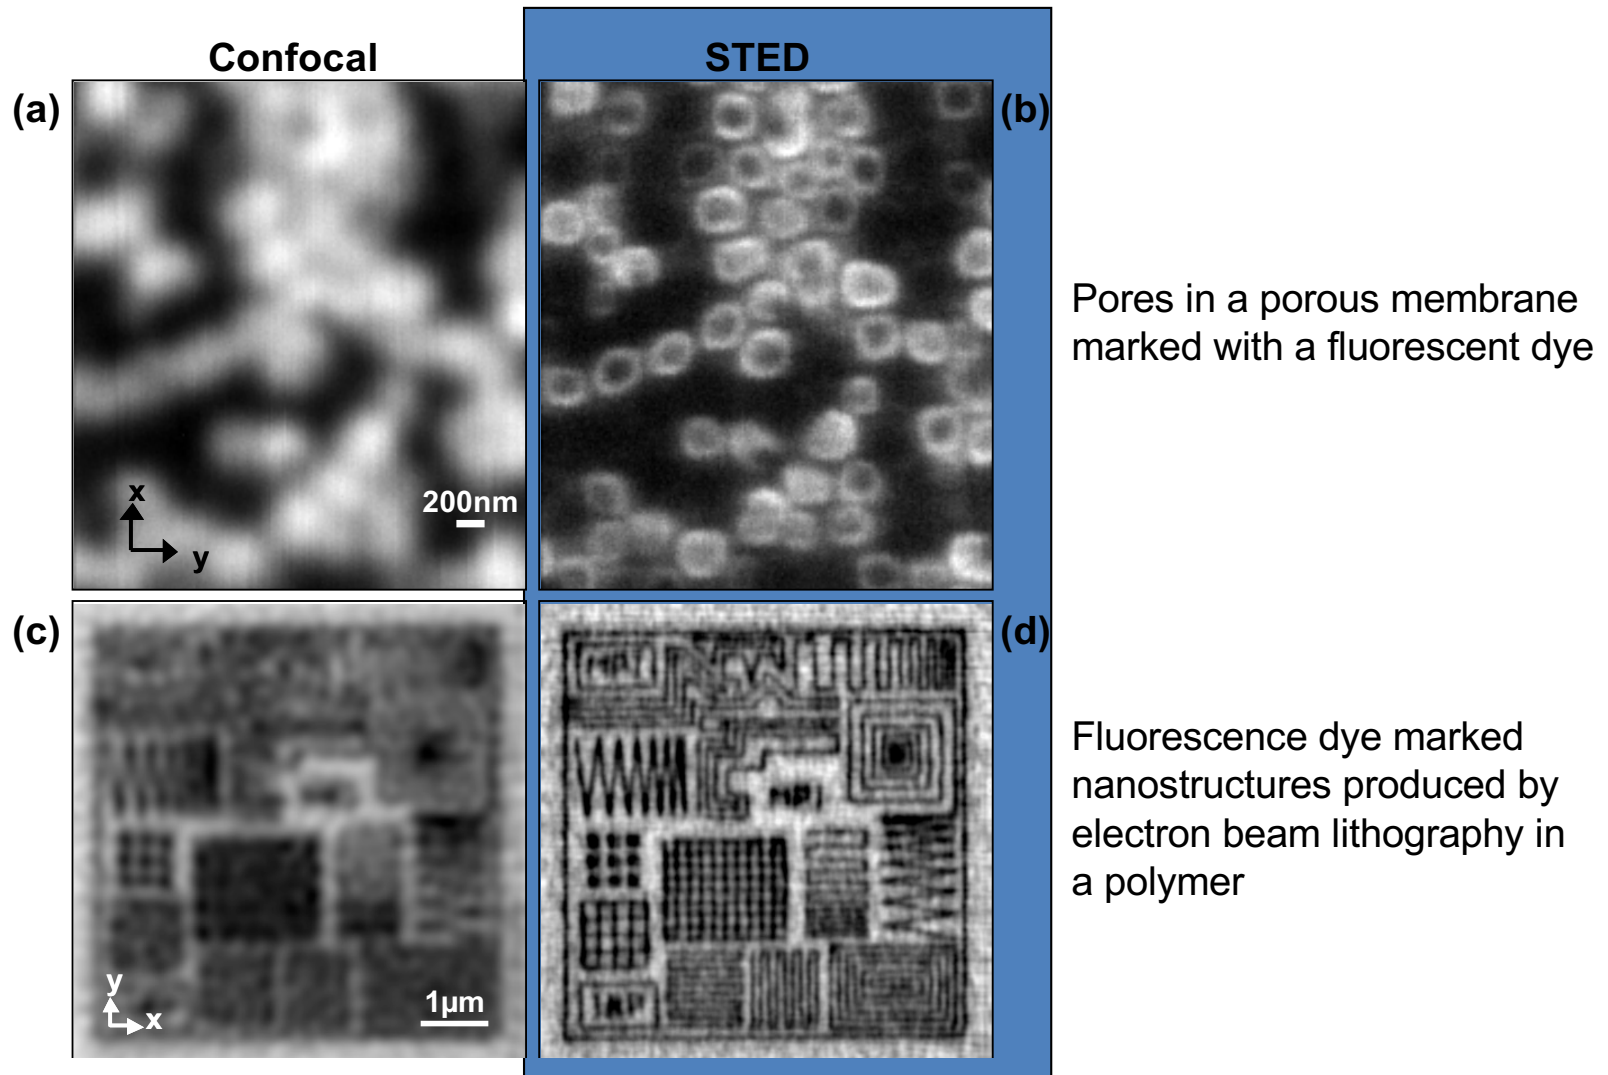 Confocal
STED
(a)
(b)
x
y
200nm
Pores in a porous membrane
marked with a fluorescent dye
(c)
(d)
y
x
1µm
Fluorescence dye marked
nanostructures produced by
electron beam lithography in
a polymer